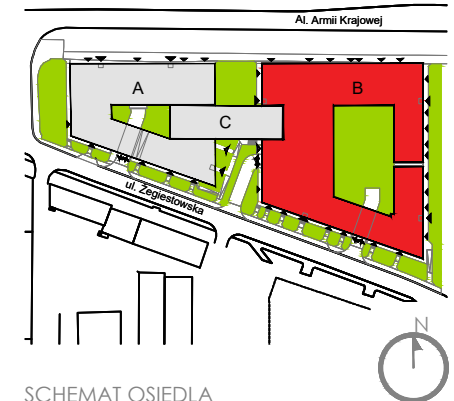 Al. Armii Krajowej
A
B
C
ul. Żegiestowska
N
SCHEMAT OSIEDLA